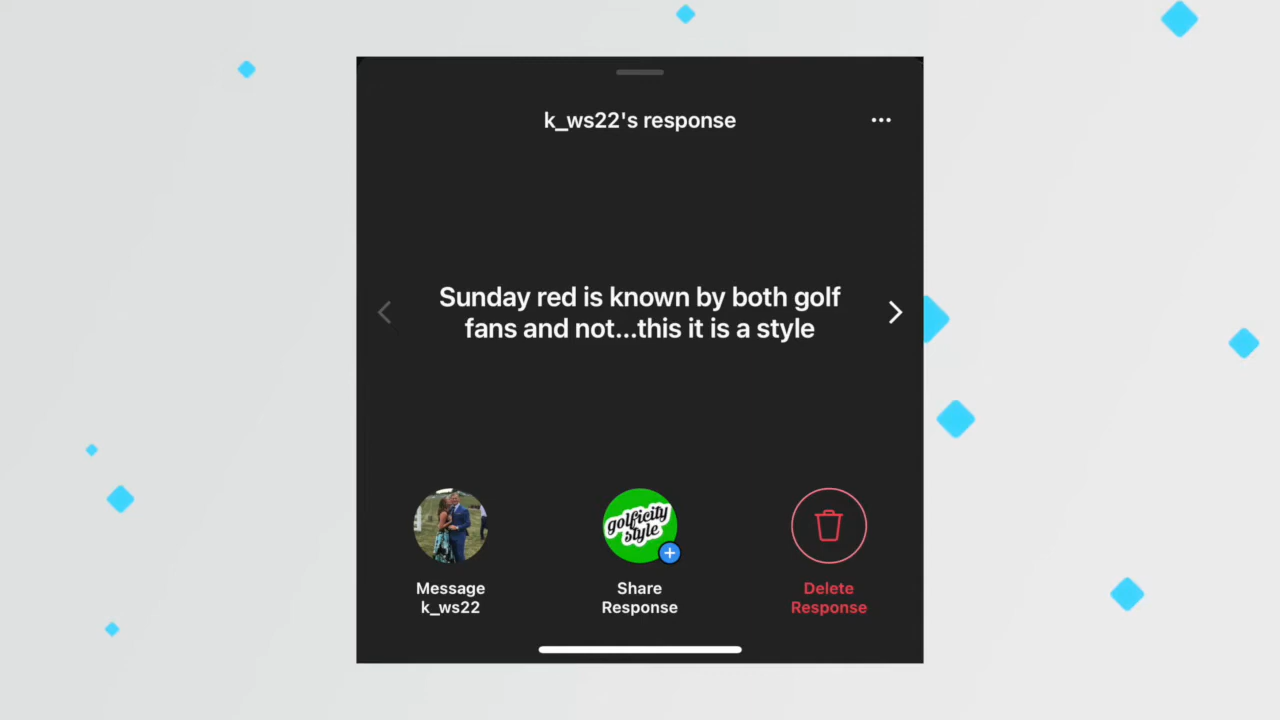 k_ws22's response
Sunday red is known by both golf
fans and not...this it is a style
golficity
style
Message
k_ws22
Share
Response
Delete
Response